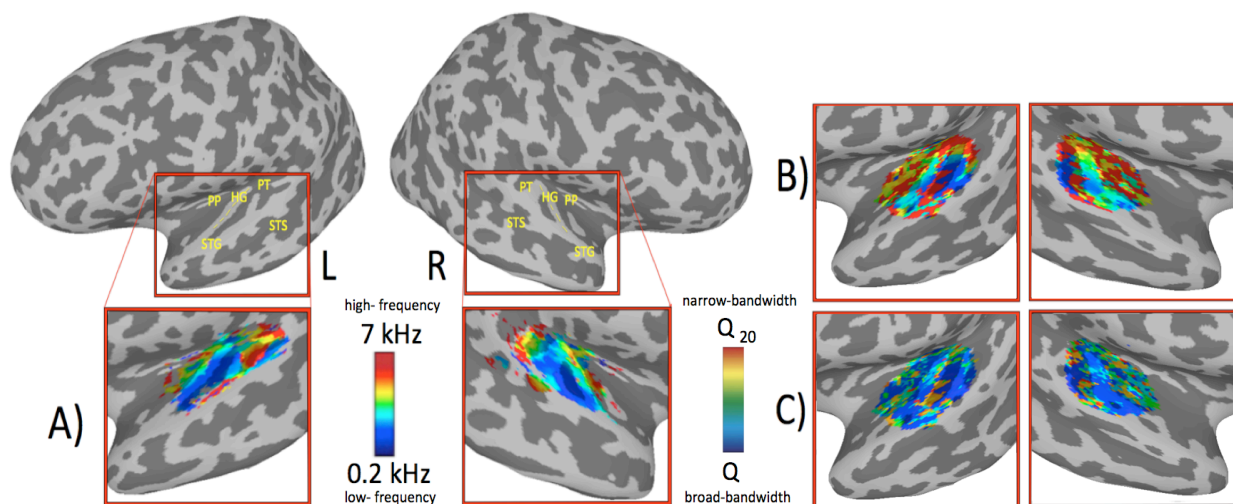 PT
PP
HG
STS
STG
L
PT
HG
PP
STS
STG
R
high- frequency
7 kHz
0.2 kHz
low- frequency
A)
narrow-bandwidth
Q 20
Q
broad-bandwidth
B)
C)